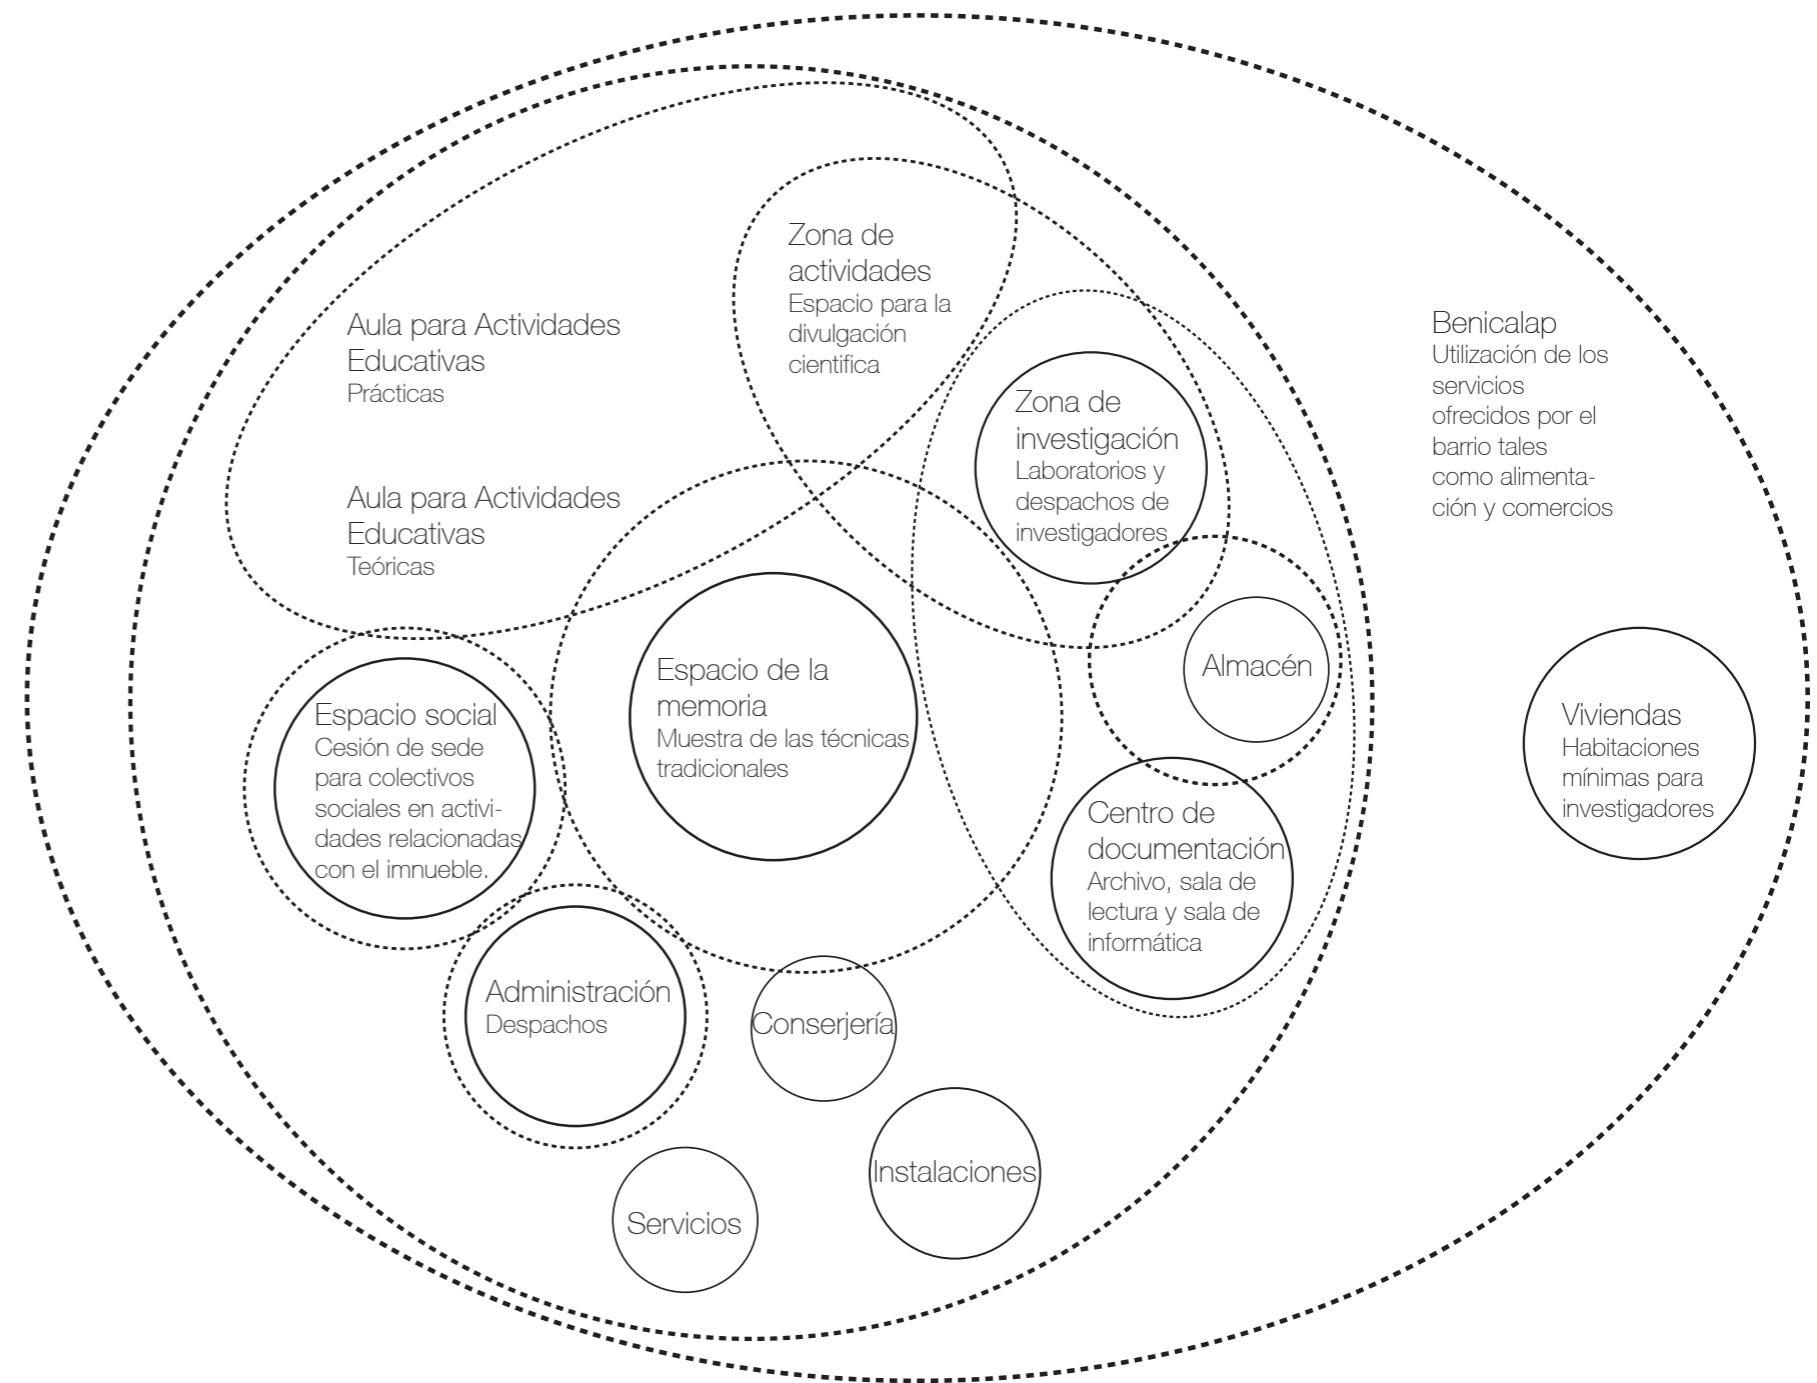 Zona de
actividades
Espacio para la
divulgación
cientifica
Aula para Actividades
Educativas
Prácticas
Aula para Actividades
Educativas
Teóricas
Benicalap
Utilización de los
servicios
ofrecidos por el
barrio tales
como alimenta-
ción y comercios
Zona de
investigación
Laboratorios y
despachos de
investigadores
Espacio de la
memoria
Muestra de las técnicas
tradicionales
Almacén
Espacio social
Cesión de sede
para colectivos
sociales en activi-
dades relacionadas
con el imnueble.
Viviendas
Habitaciones
mínimas para
investigadores
Centro de
documentación
Archivo, sala de
lectura y sala de
informática
Administración
Despachos
Conserjería
Instalaciones
Servicios